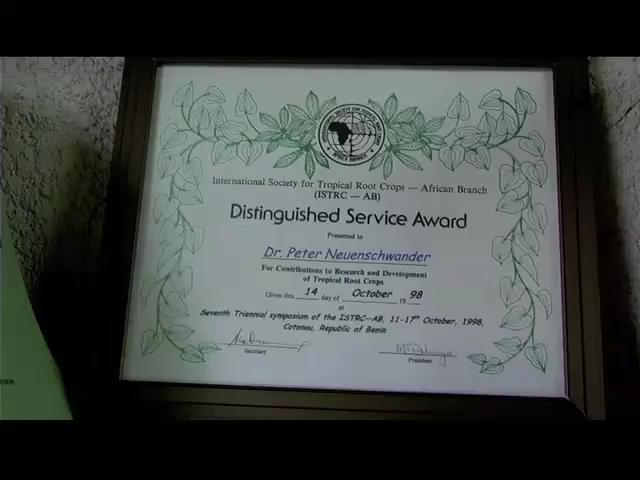 International Society for Tropical Root Crops — African Branch
(ISTRC — AB)
Distinguished Service Award
Presented to
Dr. Peter Neuenschwander
For Contributions to Research and Development
of Tropical Root Crops
Given this 14 day of October 19 98
at
Seventh Triennial symposium of the ISTRC—AB, 11-17th October, 1998,
Cotonou, Republic of Benin
Secretary
President